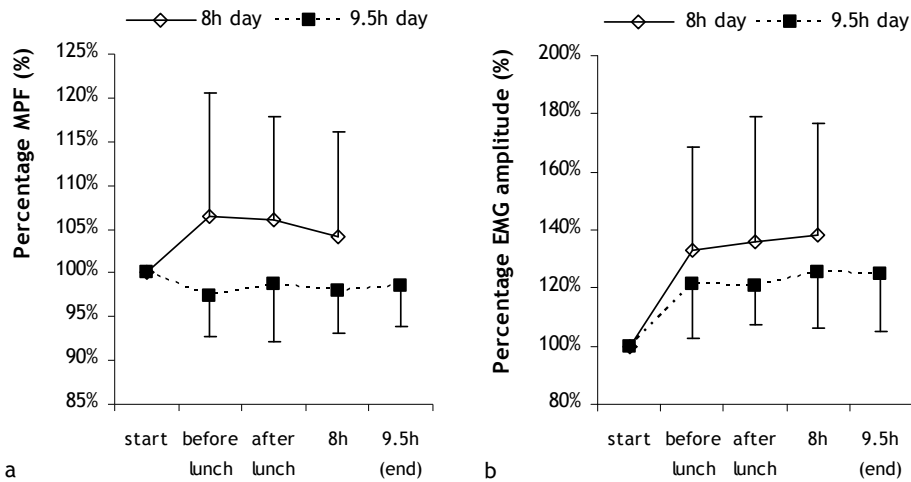 8h day 9.5h day
Percentage MPF (%)
125%
120%
115%
110%
105%
100%
95%
90%
85%
start before lunch after lunch 8h 9.5h (end)
a
8h day 9.5h day
Percentage EMG amplitude (%)
200%
180%
160%
140%
120%
100%
80%
start before lunch after lunch 8h 9.5h (end)
b